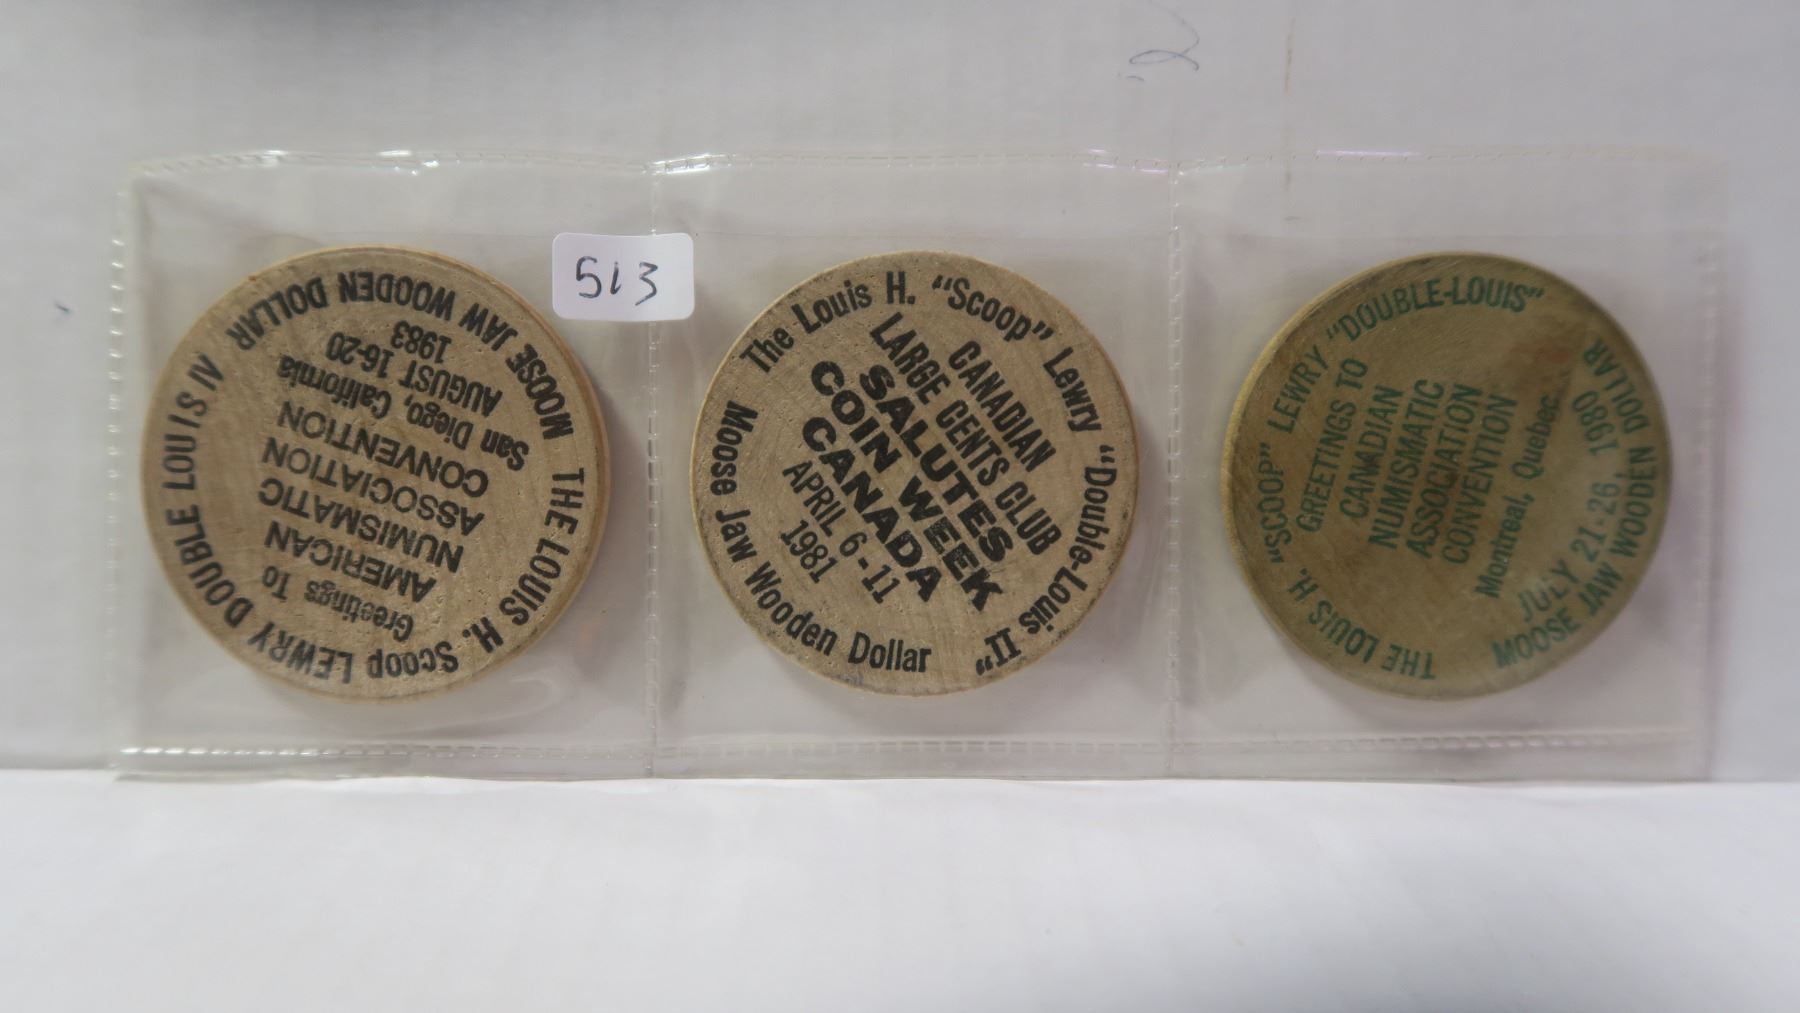 THE LOUIS H. Scoop LEWRY DOUBLE LOUIS IV
MOOSE JAW WOODEN DOLLAR
Greetings To
AMERICAN
NUMISMATIC
ASSOCIATION
CONVENTION
San Diego, California
AUGUST 16-20
1983
513
The Louis H. "Scoop" Lewry "Double-Louis II"
CANADIAN
LARGE CENTS CLUB
SALUTES
COIN WEEK
CANADA
APRIL 6-11
1981
Moose Jaw Wooden Dollar
THE LOUIS H. "SCOOP" LEWRY "DOUBLE-LOUIS"
GREETINGS TO
CANADIAN
NUMISMATIC
ASSOCIATION
CONVENTION
Montreal, Quebec
JULY 21-26, 1980
MOOSE JAW WOODEN DOLLAR